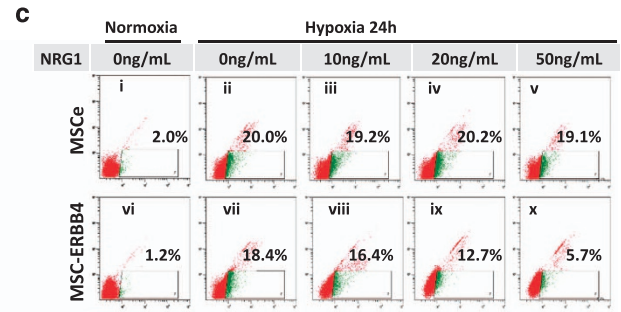 c
Normoxia Hypoxia 24h
NRG1 0ng/mL 0ng/mL 10ng/mL 20ng/mL 50ng/mL
MSCe
i ii iii iv v
2.0% 20.0% 19.2% 20.2% 19.1%
MSC-ERBB4
vi vii viii ix x
1.2% 18.4% 16.4% 12.7% 5.7%